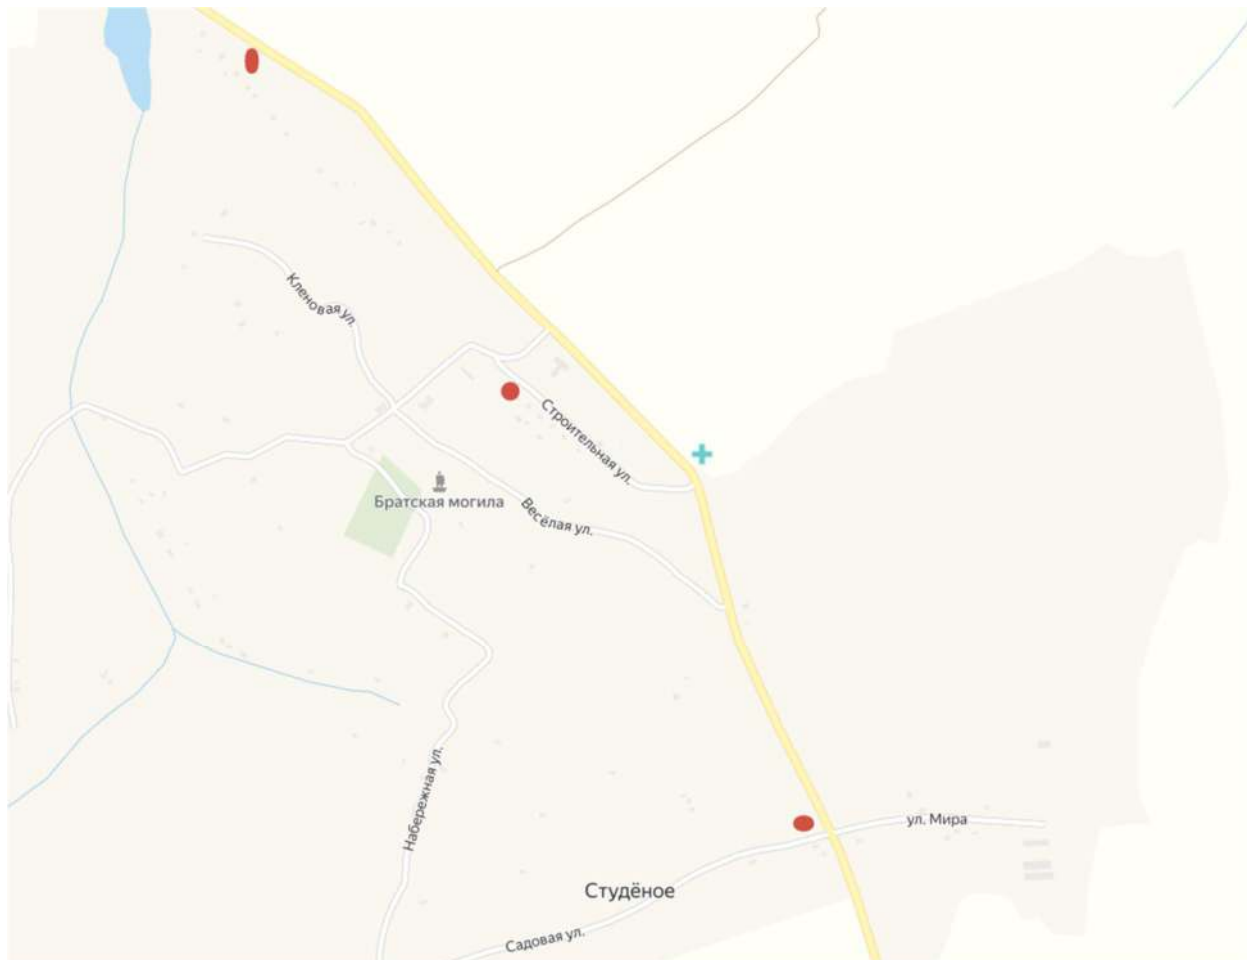 Кленовая ул.
Строительная ул.
Братская могила
Весёлая ул.
Набережная ул.
ул. Мира
Студёное
Садовая ул.